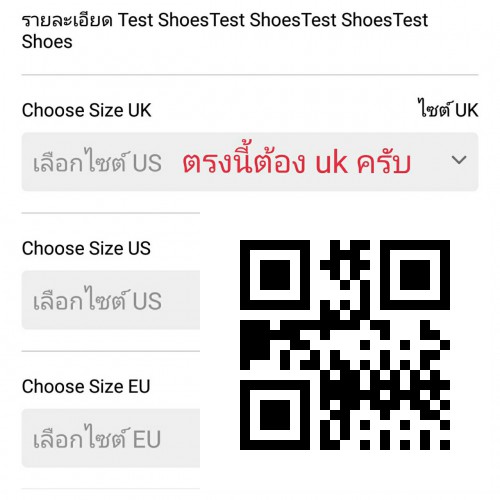 รายละเอียด Test ShoesTest ShoesTest ShoesTest
Shoes
Choose Size UK ไซต์ UK
เลือกไซต์ US ตรงนี้ต้อง uk ครับ
Choose Size US
เลือกไซต์ US
Choose Size EU
เลือกไซต์ EU